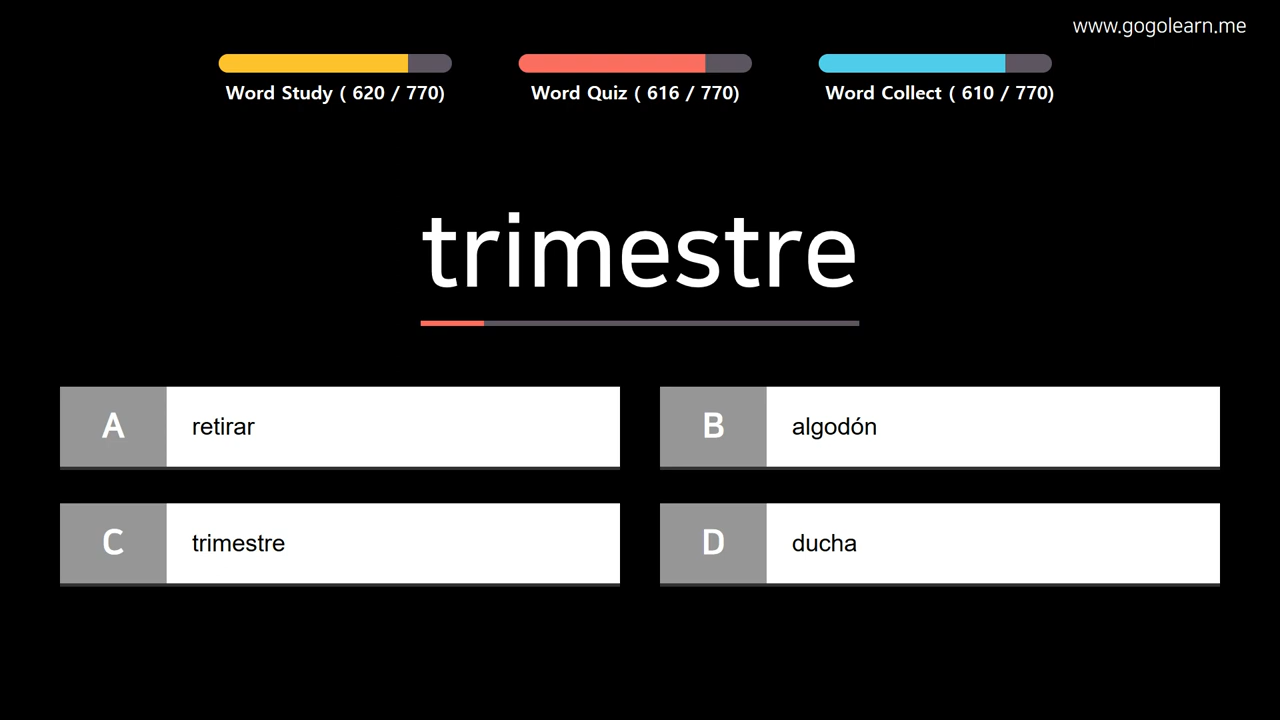 www.gogolearn.me
Word Study ( 620 / 770)
Word Quiz ( 616 / 770)
Word Collect ( 610 / 770)
trimestre
A retirar
B algodón
C trimestre
D ducha